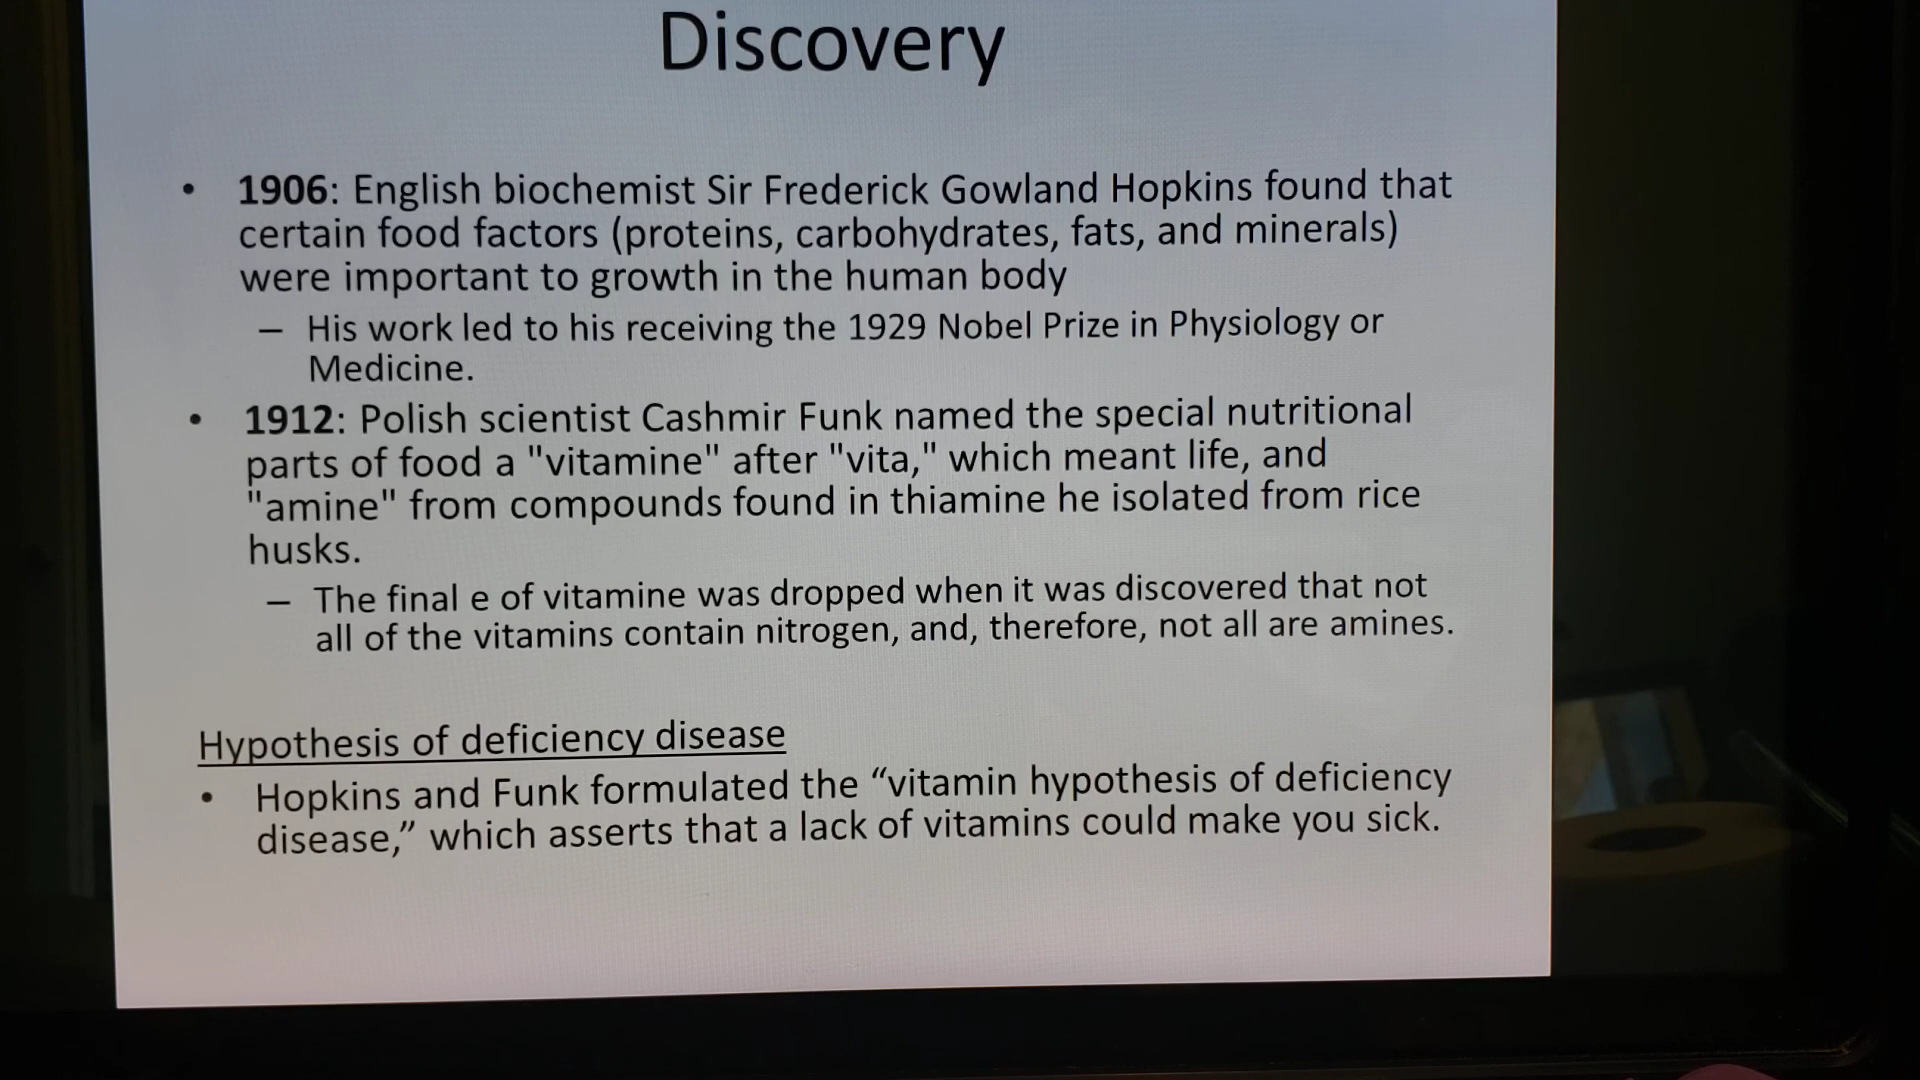 Discovery
• 1906: English biochemist Sir Frederick Gowland Hopkins found that
certain food factors (proteins, carbohydrates, fats, and minerals)
were important to growth in the human body
– His work led to his receiving the 1929 Nobel Prize in Physiology or
Medicine.
• 1912: Polish scientist Cashmir Funk named the special nutritional
parts of food a "vitamine" after "vita," which meant life, and
"amine" from compounds found in thiamine he isolated from rice
husks.
– The final e of vitamine was dropped when it was discovered that not
all of the vitamins contain nitrogen, and, therefore, not all are amines.
Hypothesis of deficiency disease
• Hopkins and Funk formulated the “vitamin hypothesis of deficiency
disease,” which asserts that a lack of vitamins could make you sick.